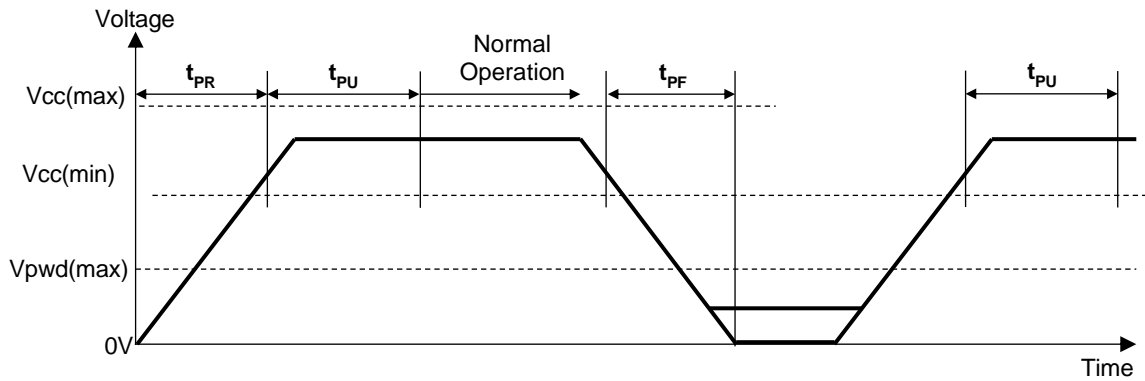 Voltage
Normal
Operation
tPR
tPU
tPF
tPU
Vcc(max)
Vcc(min)
Vpwd(max)
0V
Time